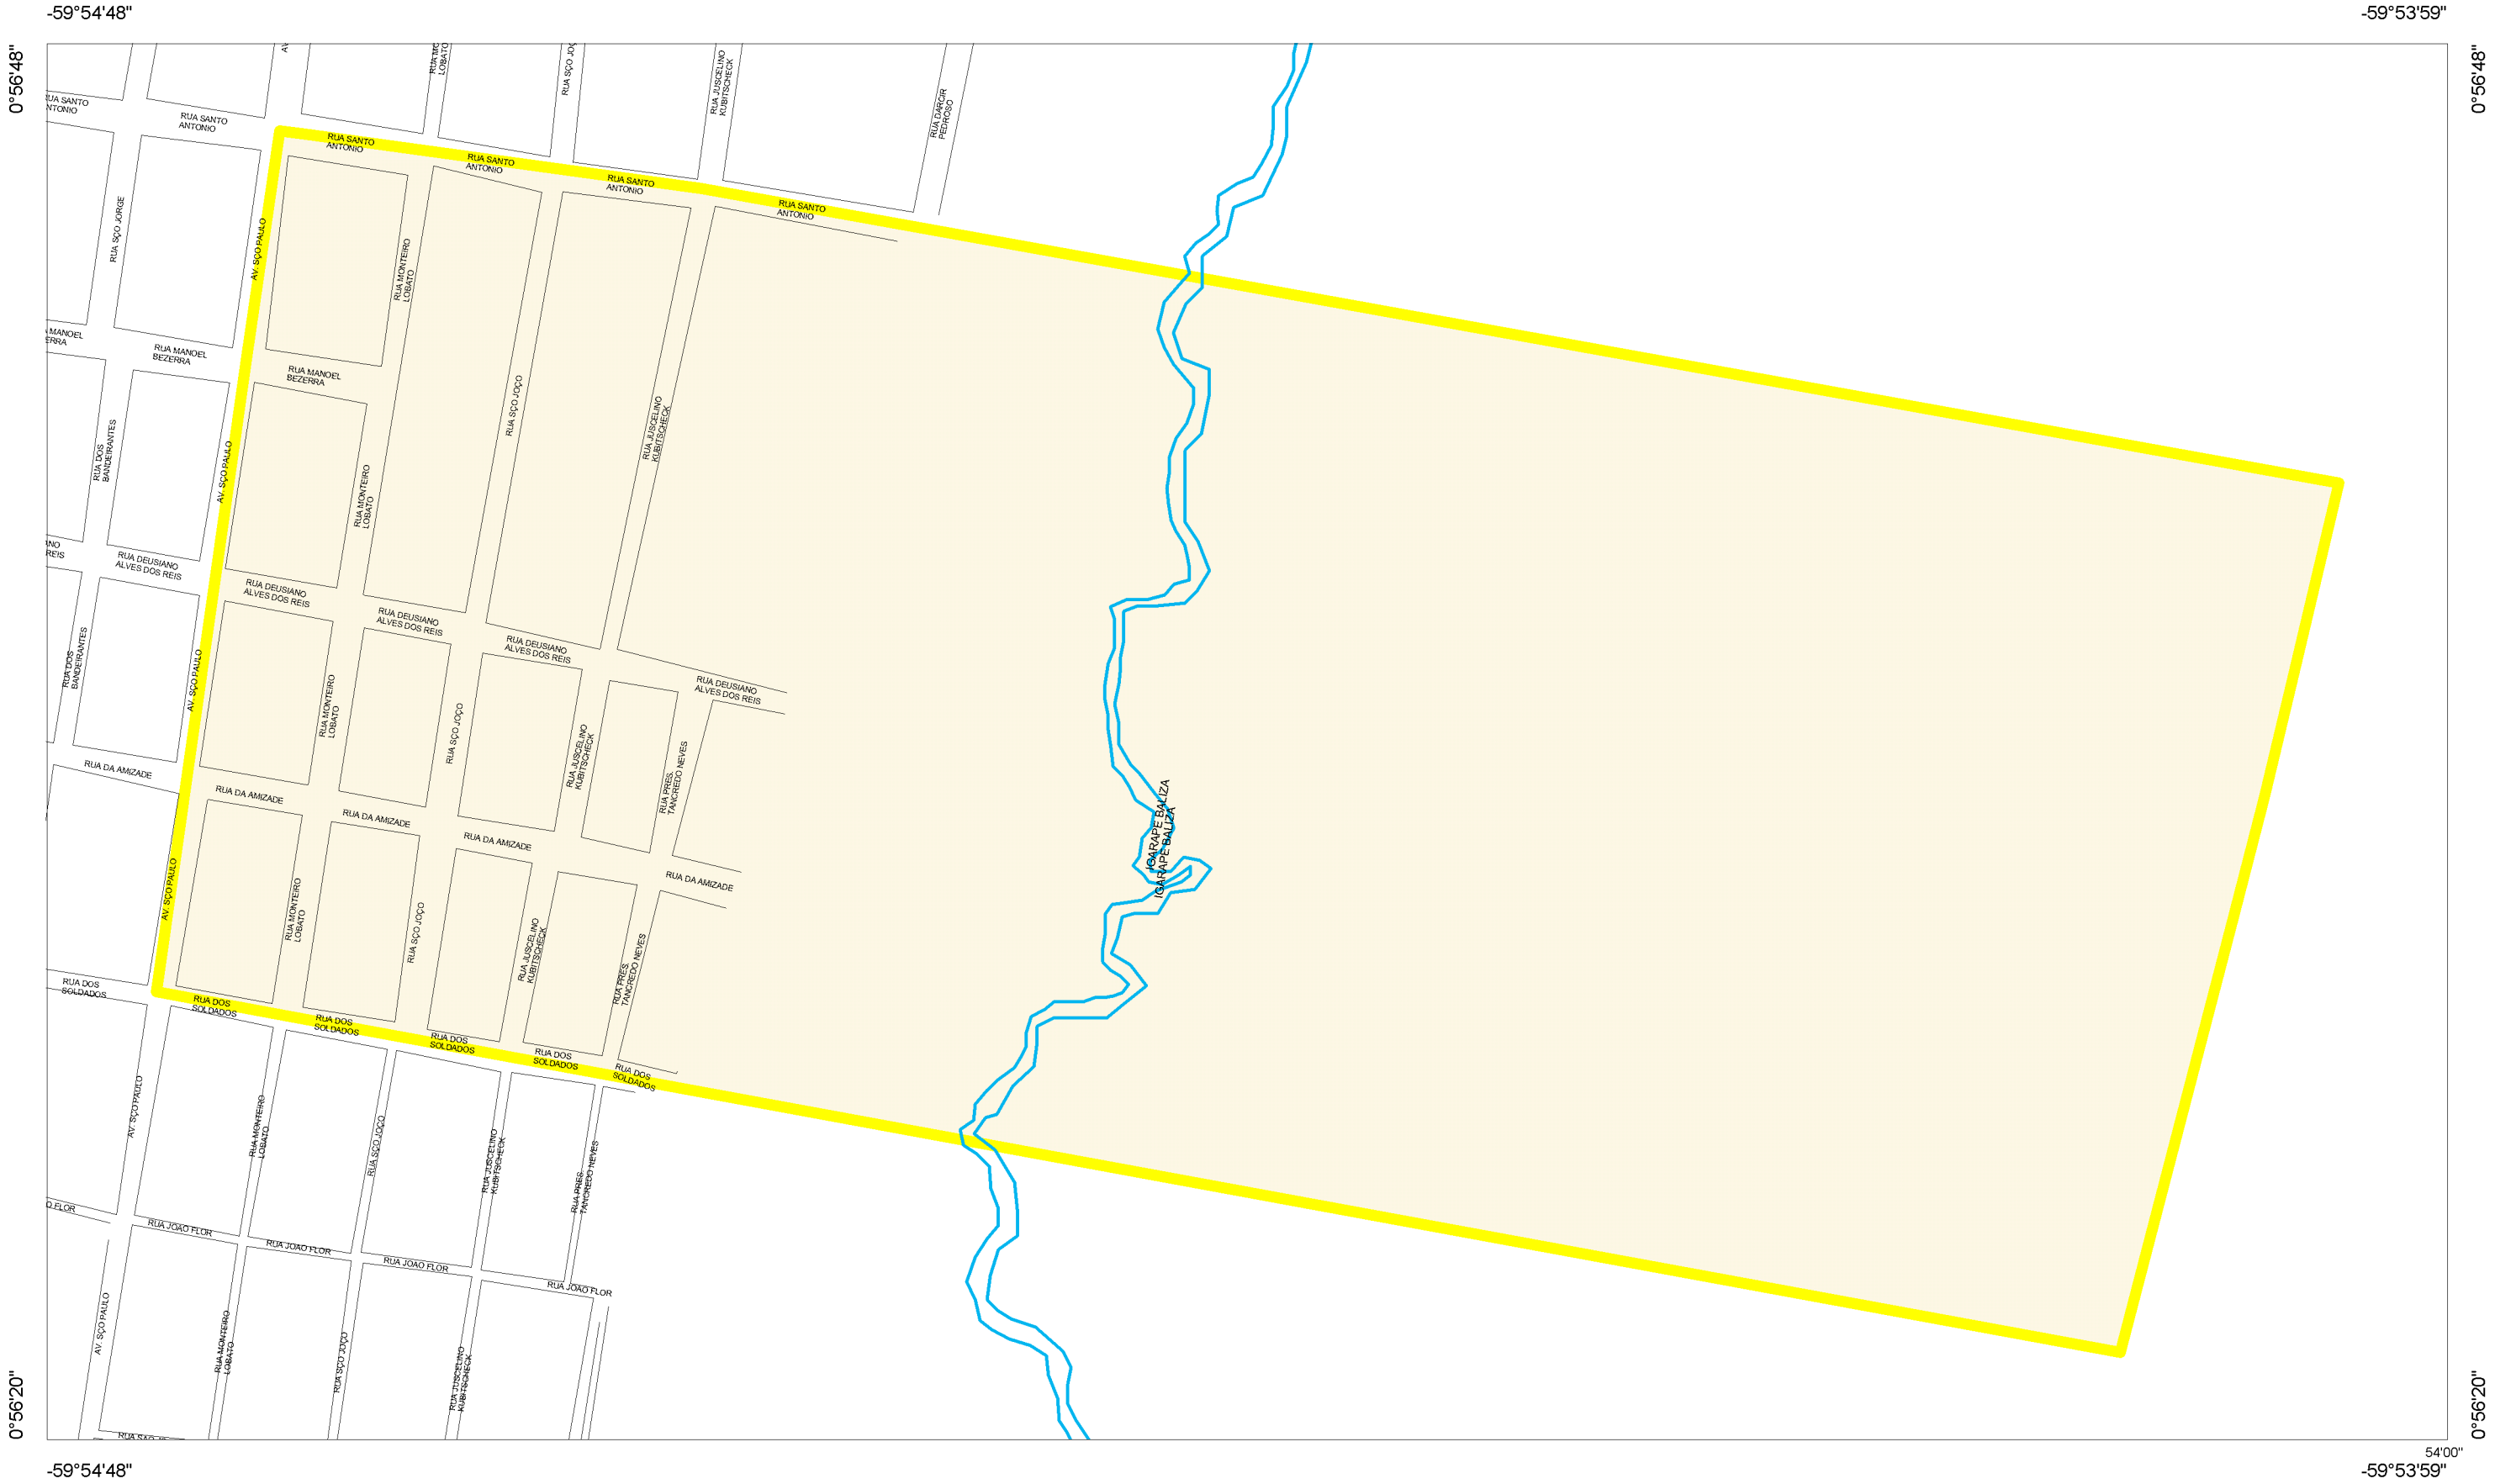 -59°54'48"
-59°53'59"
0°56'48"
0°56'48"
RUA SANTO
ANTONIO
RUA SÇO JORGE
RUA JUSCELINO
KUBITSCHECK
RUA DARCIR
PEDROSO
RUA SANTO
ANTONIO
RUA SANTO
ANTONIO
RUA SANTO
ANTONIO
RUA SANTO
ANTONIO
AV. SÇO PAULO
RUA MONTEIRO
LOBATO
RUA MANOEL
BEZERRA
RUA MANOEL
BEZERRA
RUA SÇO JOÇO
RUA JUSCELINO
KUBITSCHECK
RUA DOS
BANDEIRANTES
AV. SÇO PAULO
RUA MONTEIRO
LOBATO
RUA DEUSIANO
ALVES DOS REIS
RUA DEUSIANO
ALVES DOS REIS
RUA DEUSIANO
ALVES DOS REIS
RUA DEUSIANO
ALVES DOS REIS
RUA DEUSIANO
ALVES DOS REIS
RUA DOS
BANDEIRANTES
AV. SÇO PAULO
RUA MONTEIRO
LOBATO
RUA SÇO JOÇO
RUA JUSCELINO
KUBITSCHECK
RUA PRES.
TANCREDO NEVES
RUA DA AMIZADE
RUA DA AMIZADE
RUA DA AMIZADE
RUA DA AMIZADE
RUA DA AMIZADE
IGARAPE BALIZA
IGARAPE BALIZA
AV. SÇO PAULO
RUA MONTEIRO
LOBATO
RUA SÇO JOÇO
RUA JUSCELINO
KUBITSCHECK
RUA PRES.
TANCREDO NEVES
RUA DOS
SOLDADOS
RUA DOS
SOLDADOS
RUA DOS
SOLDADOS
RUA DOS
SOLDADOS
RUA DOS
SOLDADOS
RUA DOS
SOLDADOS
AV. SÇO PAULO
RUA MONTEIRO
LOBATO
RUA SÇO JOÇO
RUA JUSCELINO
KUBITSCHECK
RUA PRES.
TANCREDO NEVES
O FLOR
RUA JOAO FLOR
RUA JOAO FLOR
RUA JOAO FLOR
RUA JOAO FLOR
AV. SÇO PAULO
RUA MONTEIRO
LOBATO
RUA SÇO JOÇO
RUA JUSCELINO
KUBITSCHECK
0°56'20"
0°56'20"
54'00"
-59°54'48"
-59°53'59"